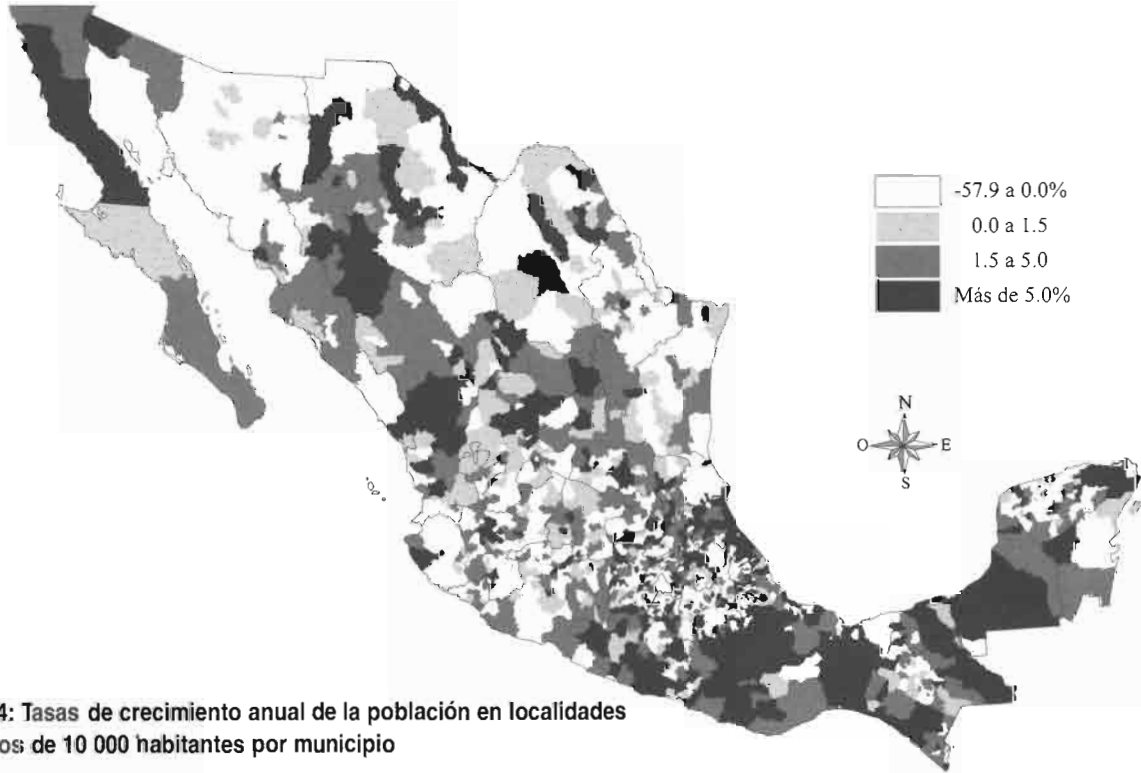 -57.9 a 0.0%
0.0 a 1.5
1.5 a 5.0
Más de 5.0%
N
O E
S
4: Tasas de crecimiento anual de la población en localidades
os de 10 000 habitantes por municipio